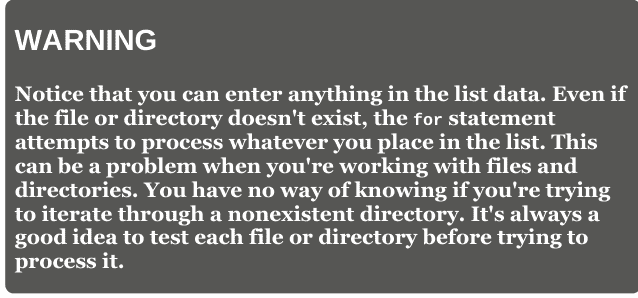 WARNING
Notice that you can enter anything in the list data. Even if
the file or directory doesn't exist, the for statement
attempts to process whatever you place in the list. This
can be a problem when you're working with files and
directories. You have no way of knowing if you're trying
to iterate through a nonexistent directory. It's always a
good idea to test each file or directory before trying to
process it.